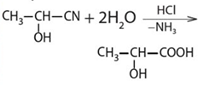 CH₃–CH–CN + 2H₂O
OH
HCl
–NH₃
CH₃–CH–COOH
OH